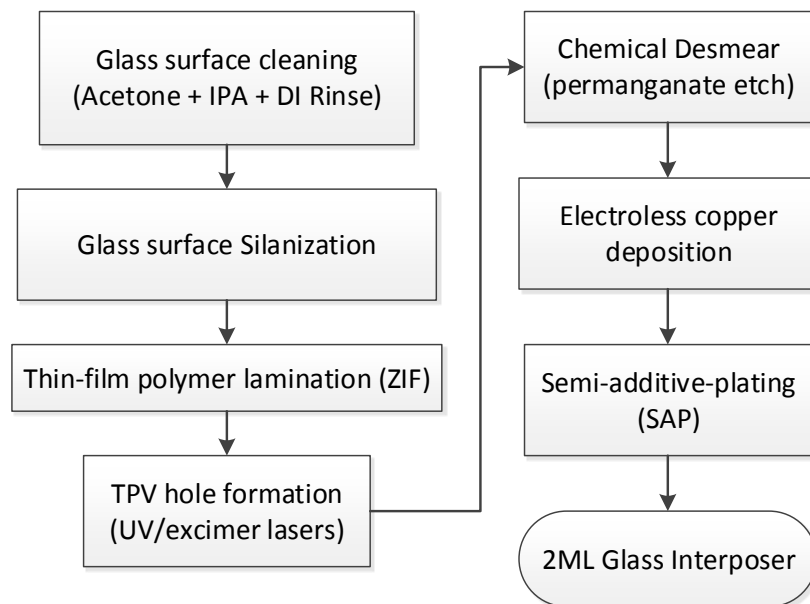 Glass surface cleaning
(Acetone + IPA + DI Rinse)
Glass surface Silanization
Thin-film polymer lamination (ZIF)
TPV hole formation
(UV/excimer lasers)
Chemical Desmear
(permanganate etch)
Electroless copper
deposition
Semi-additive-plating
(SAP)
2ML Glass Interposer